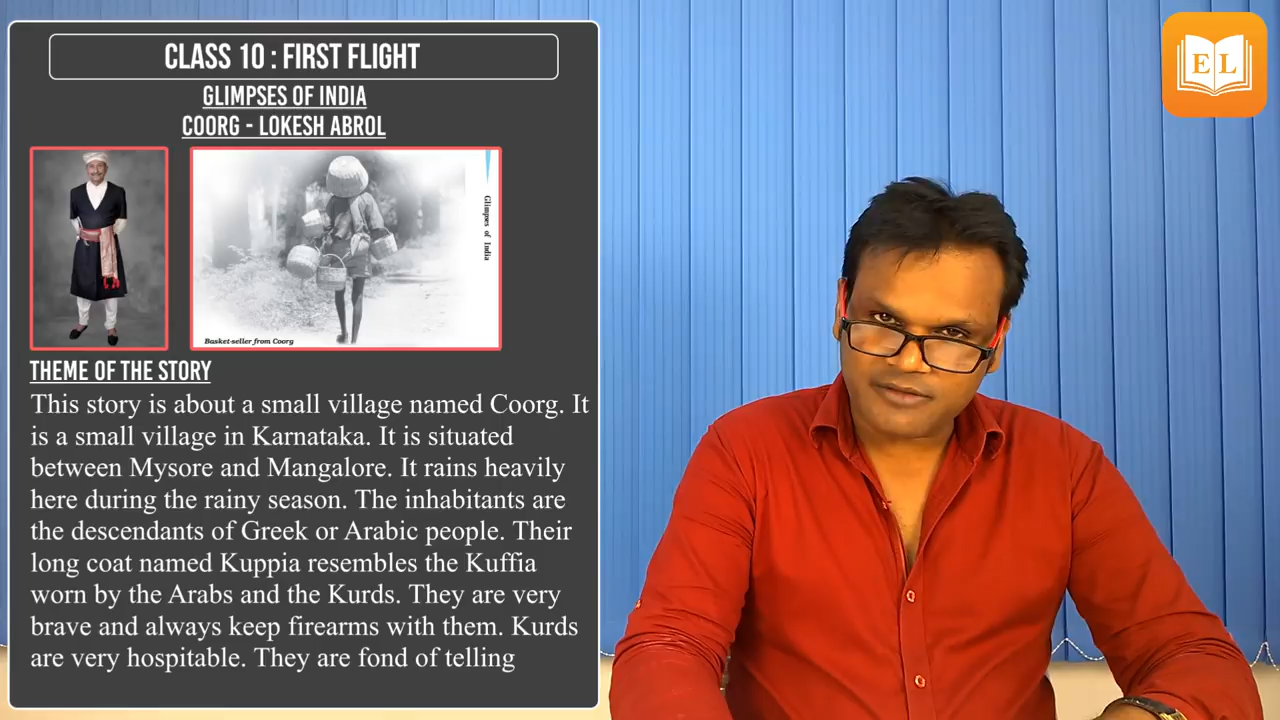 CLASS 10 : FIRST FLIGHT
GLIMPSES OF INDIA
COORG - LOKESH ABROL
Glimpses of India
Basket-seller from Coorg
THEME OF THE STORY
This story is about a small village named Coorg. It
is a small village in Karnataka. It is situated
between Mysore and Mangalore. It rains heavily
here during the rainy season. The inhabitants are
the descendants of Greek or Arabic people. Their
long coat named Kuppia resembles the Kuffia
worn by the Arabs and the Kurds. They are very
brave and always keep firearms with them. Kurds
are very hospitable. They are fond of telling
E L